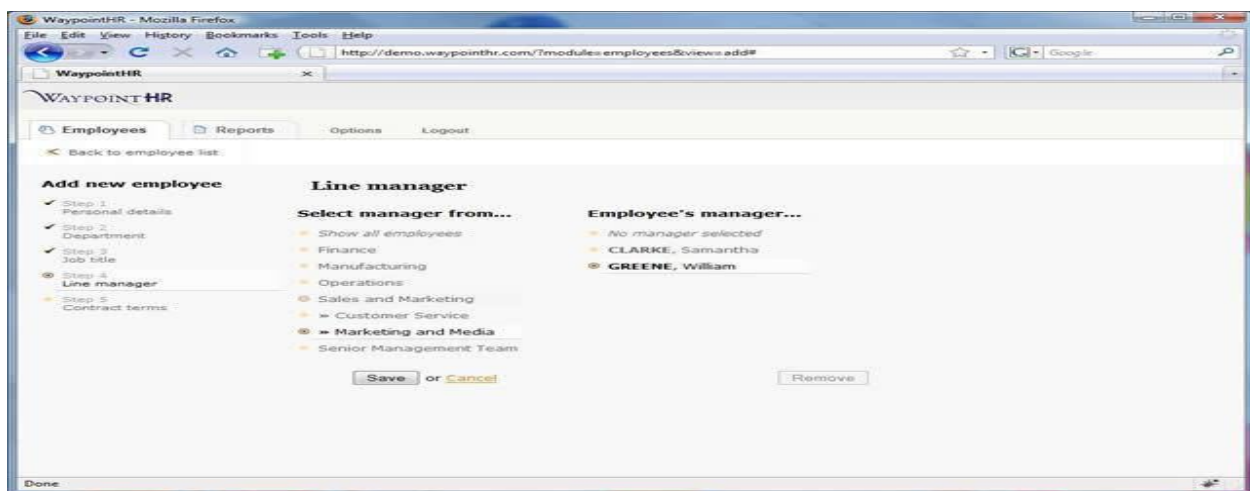 WaypointHR - Mozilla Firefox
File Edit View History Bookmarks Tools Help
http://demo.waypointhr.com/?module=employees&view=add#
Google
WaypointHR
WAYPOINT HR
Employees Reports Options Logout
Back to employee list
Add new employee
Step 1
Personal details
Step 2
Department
Step 3
Job title
Step 4
Line manager
Step 5
Contract terms
Line manager
Select manager from...
Show all employees
Finance
Manufacturing
Operations
Sales and Marketing
» Customer Service
» Marketing and Media
Senior Management Team
Save or Cancel
Employee's manager...
No manager selected
CLARKE, Samantha
GREENE, William
Remove
Done